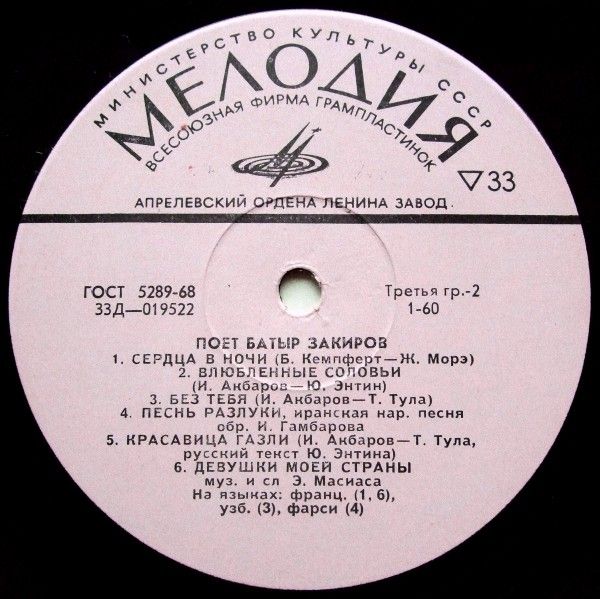 МИНИСТЕРСТВО КУЛЬТУРЫ СССР
МЕЛОДИЯ
ВСЕСОЮЗНАЯ ФИРМА ГРАМПЛАСТИНОК
▽33
АПРЕЛЕВСКИЙ ОРДЕНА ЛЕНИНА ЗАВОД
ГОСТ 5289-68
33Д—019522
Третья гр.-2
1-60
ПОЕТ БАТЫР ЗАКИРОВ
1. СЕРДЦА В НОЧИ (Б. Кемпферт—Ж. Морэ)
2. ВЛЮБЛЕННЫЕ СОЛОВЬИ
(И. Акбаров—Ю. Энтин)
3. БЕЗ ТЕБЯ (И. Акбаров—Т. Тула)
4. ПЕСНЬ РАЗЛУКИ, иранская нар. песня
обр. И. Гамбарова
5. КРАСАВИЦА ГАЗЛИ (И. Акбаров—Т. Тула,
русский текст Ю. Энтина)
6. ДЕВУШКИ МОЕЙ СТРАНЫ
муз. и сл Э. Масиаса
На языках: франц. (1, 6),
узб. (3), фарси (4)